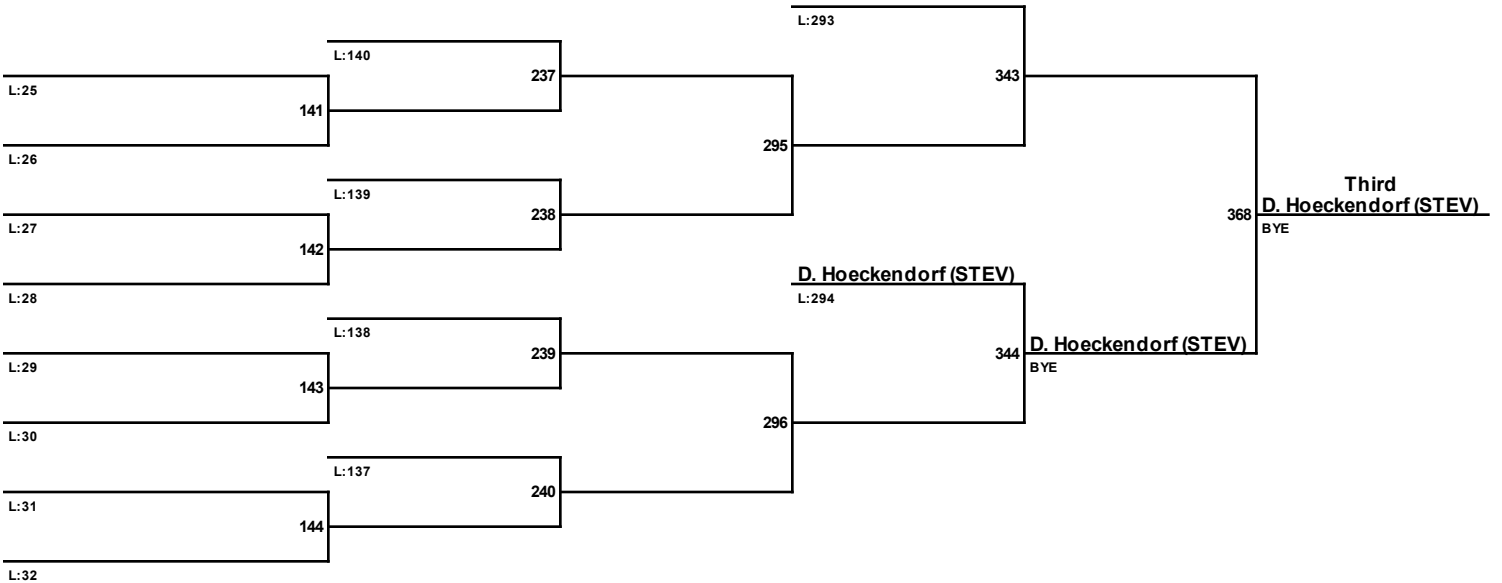 L:293
L:140
237
343
L:25
141
L:26
295
L:139
Third
D. Hoeckendorf (STEV)
238
368
L:27
BYE
142
D. Hoeckendorf (STEV)
L:28
L:294
L:138
D. Hoeckendorf (STEV)
239
344
L:29
BYE
143
296
L:30
L:137
240
L:31
144
L:32